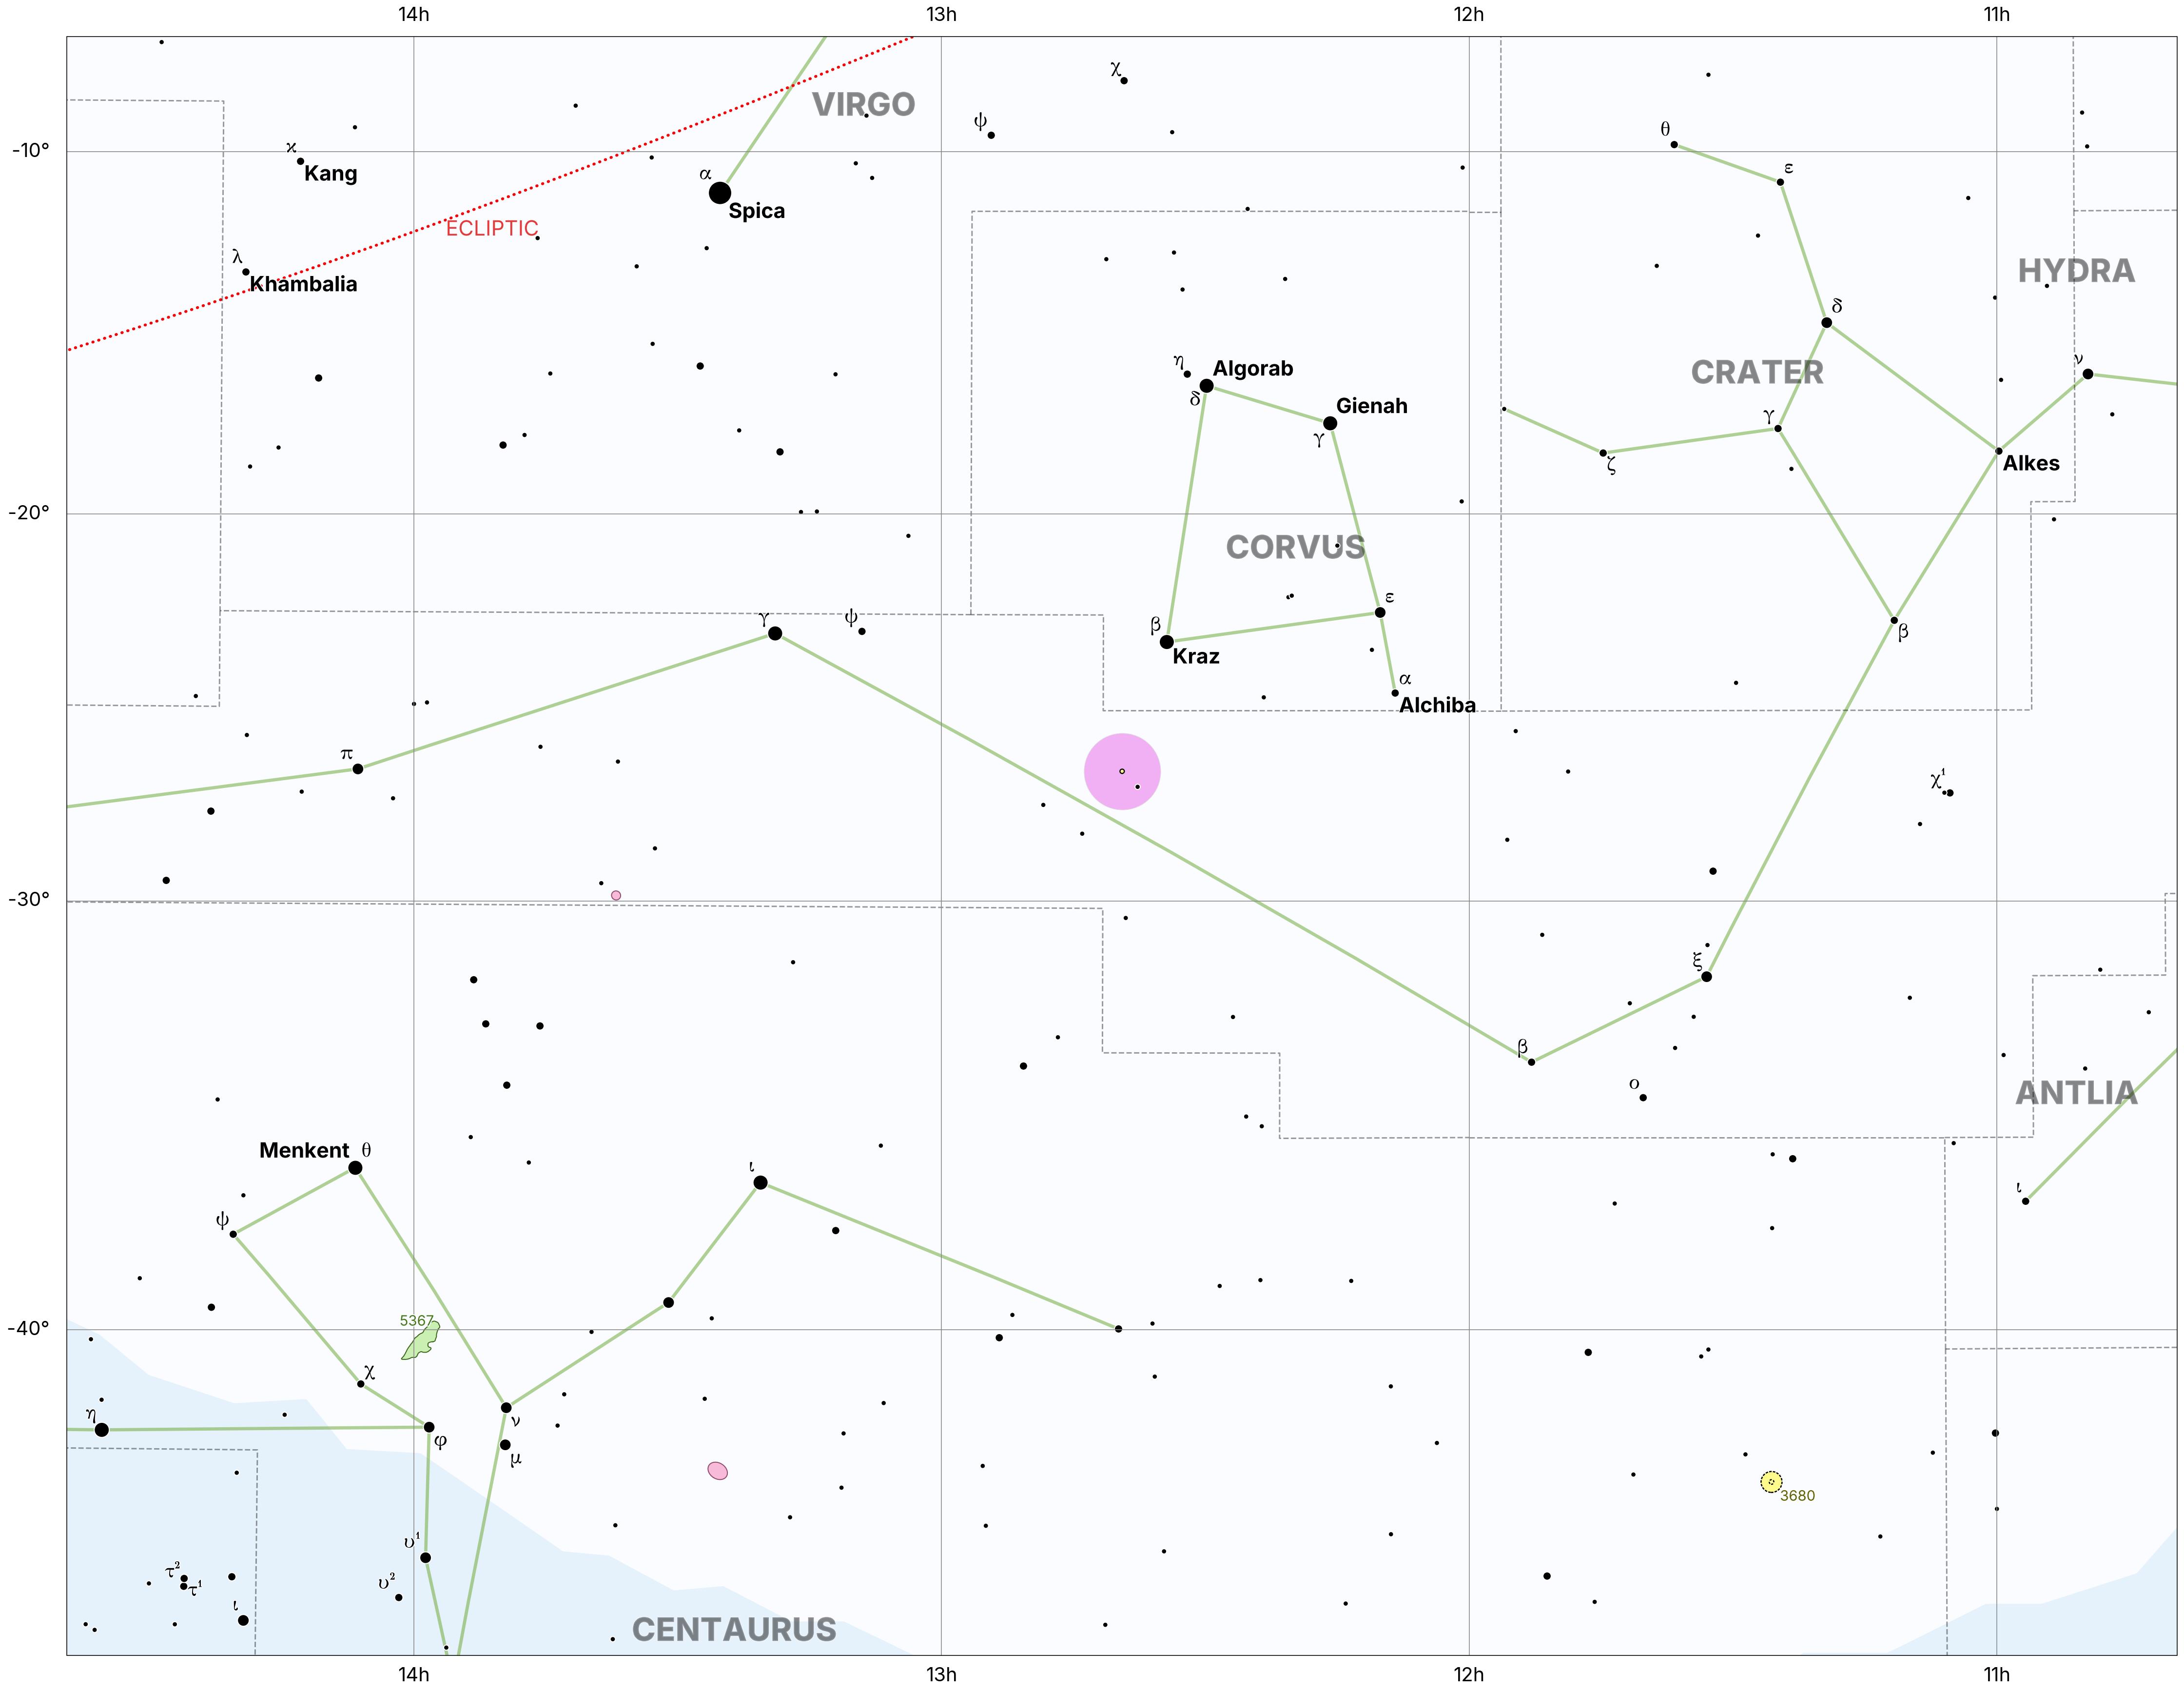 14h 13h 12h 11h
χ
VIRGO
ψ
θ
-10°
ϰ
Kang
α
ε
Spica
ECLIPTIC
λ
Khambalia
HYDRA
δ
η
Algorab
ν
CRATER
δ
Gienah
γ
γ
ζ
Alkes
-20°
CORVUS
ε
γ
ψ
β
β
Kraz
α
Alchiba
π
χ¹
-30°
ξ
β
ο
ANTLIA
Menkent θ
ι
ι
ψ
5367
-40°
χ
η
ν
φ
μ
3680
υ¹
τ²
τ¹
υ²
ι
CENTAURUS
14h 13h 12h 11h